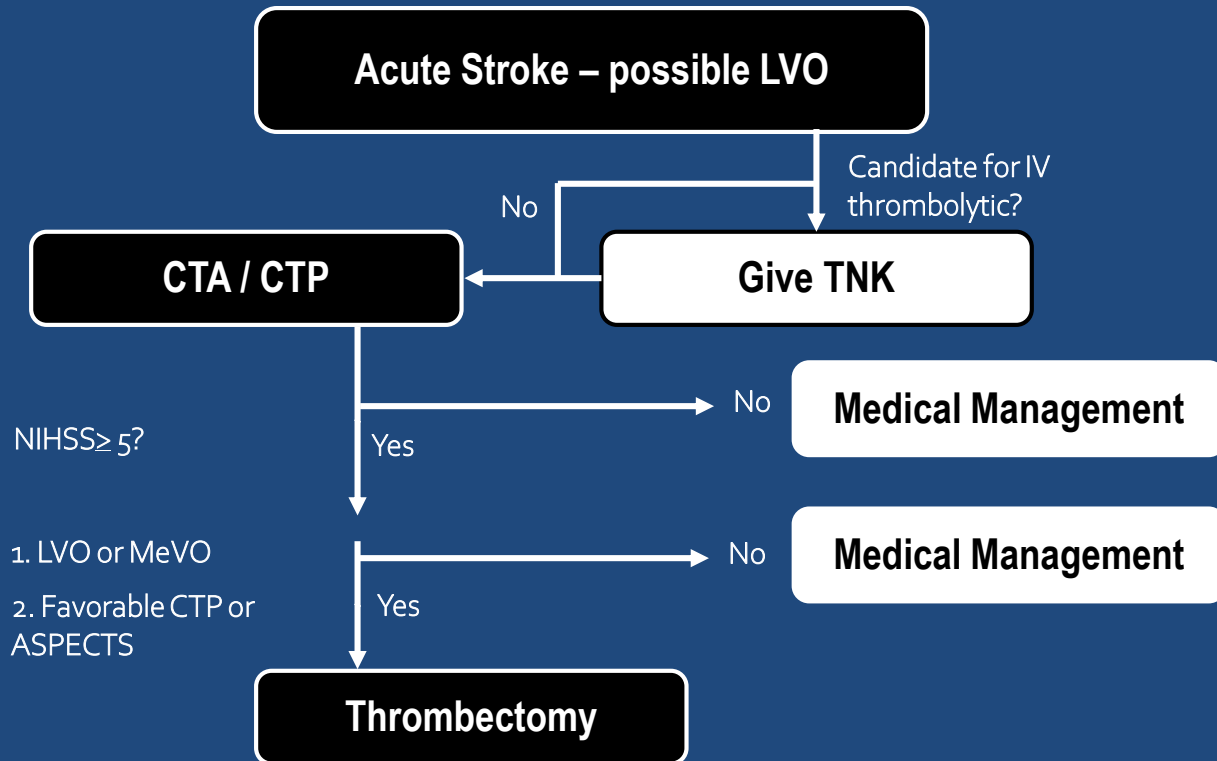 Acute Stroke – possible LVO
Candidate for IV
thrombolytic?
No
CTA / CTP
Give TNK
No
Medical Management
NIHSS≥ 5?
Yes
1. LVO or MeVO
No
Medical Management
2. Favorable CTP or
ASPECTS
Yes
Thrombectomy